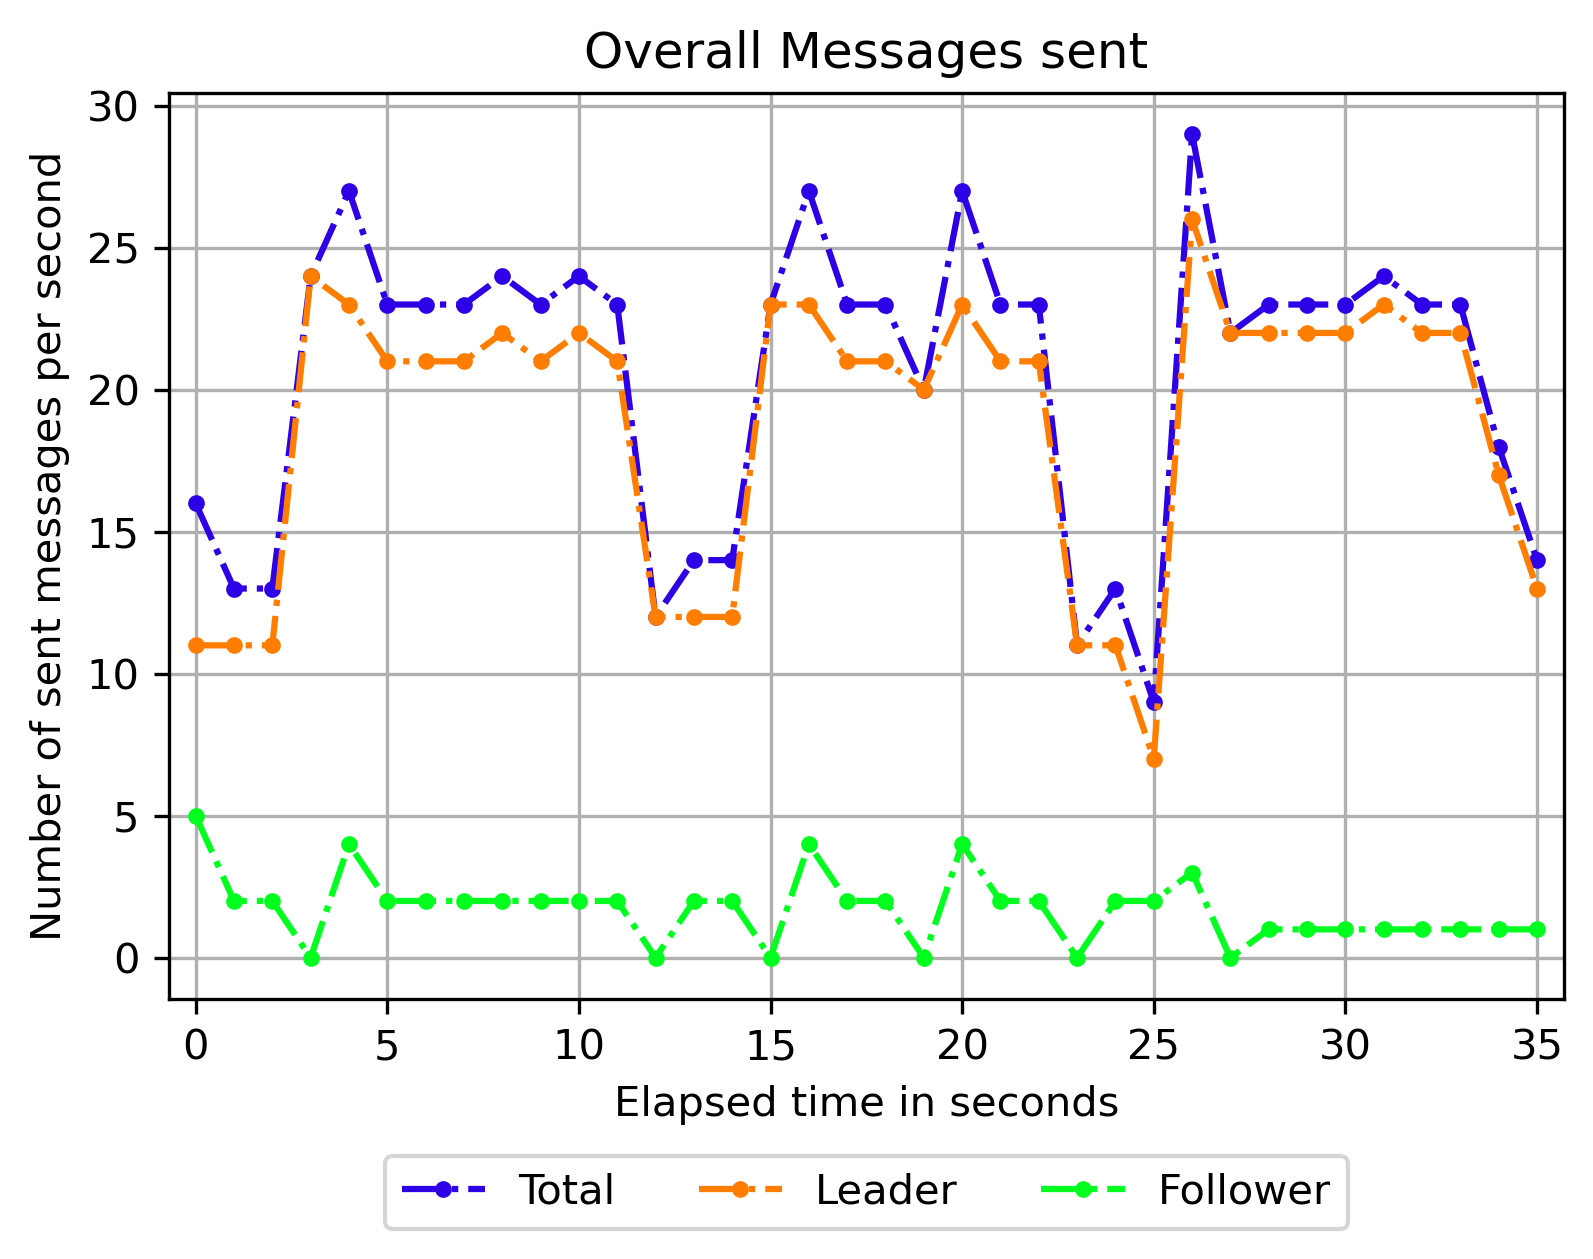 Overall Messages sent
Number of sent messages per second
30
25
20
15
10
5
0
0 5 10 15 20 25 30 35
Elapsed time in seconds
Total Leader Follower